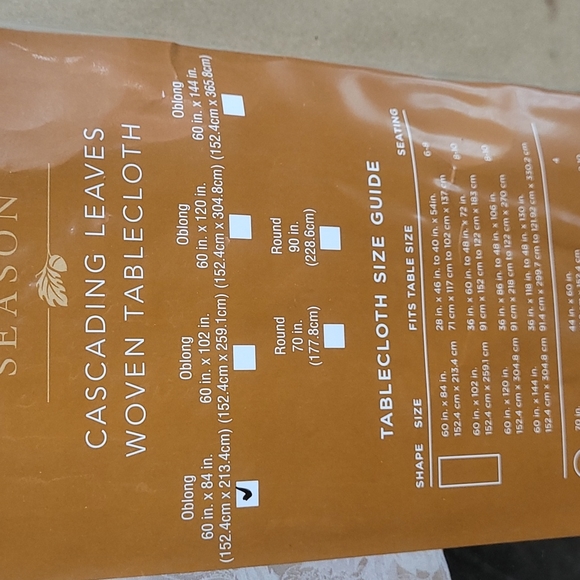 SEASON
CASCADING LEAVES
WOVEN TABLECLOTH
Oblong
60 in. x 84 in.
(152.4cm x 213.4cm)
Oblong
60 in. x 102 in.
(152.4cm x 259.1cm)
Oblong
60 in. x 120 in.
(152.4cm x 304.8cm)
Oblong
60 in. x 144 in.
(152.4cm x 365.8cm)
Round
70 in.
(177.8cm)
Round
90 in.
(228.6cm)
TABLECLOTH SIZE GUIDE
SHAPE SIZE FITS TABLE SIZE SEATING
60 in. x 84 in. 28 in. x 46 in. to 40 in. x 54in. 6-8
152.4 cm x 213.4 cm 71 cm x 117 cm to 102 cm x 137 cm
60 in. x 102 in. 36 in. x 60 in. to 48 in. x 72 in. 8-10
152.4 cm x 259.1 cm 91 cm x 152 cm to 122 cm x 183 cm
60 in. x 120 in. 36 in. x 86 in. to 48 in. x 106 in.
152.4 cm x 304.8 cm 91 cm x 218 cm to 122 cm x 270 cm
60 in. x 144 in. 36 in. x 118 in. to 48 in. x 130 in.
152.4 cm x 304.8 cm 91.4 cm x 299.7 cm to 121.92 cm x 330.2 cm
70 in. 44 in. x 60 in. 4